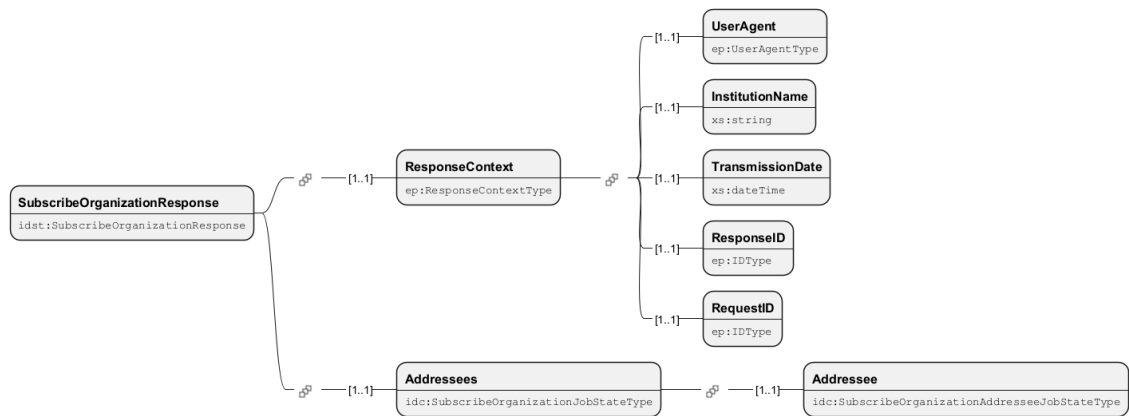 UserAgent
[1..1]
ep:UserAgentType
InstitutionName
[1..1]
xs:string
ResponseContext
[1..1]
ep:ResponseContextType
TransmissionDate
[1..1]
xs:dateTime
SubscribeOrganizationResponse
idst:SubscribeOrganizationResponse
ResponseID
[1..1]
ep:IDType
RequestID
[1..1]
ep:IDType
Addressees
[1..1]
idc:SubscribeOrganizationJobStateType
Addressee
[1..1]
idc:SubscribeOrganizationAddresseeJobStateType